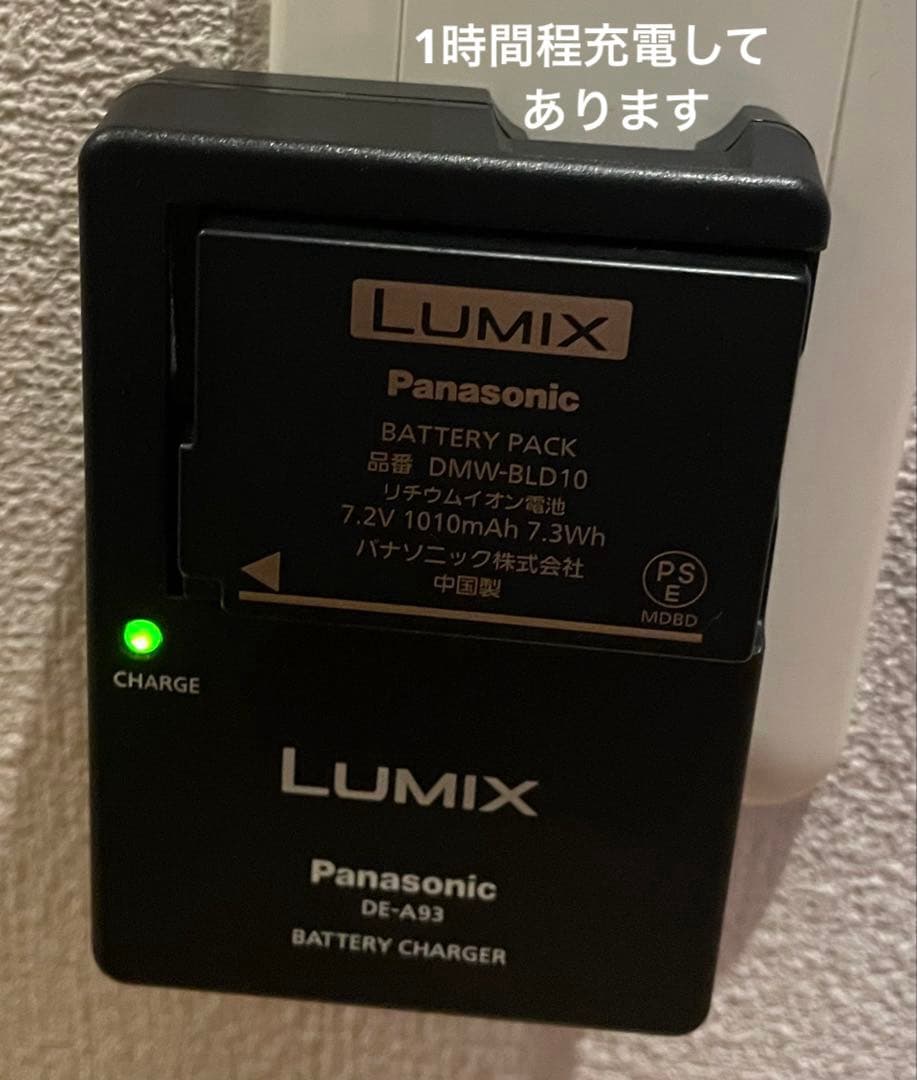 1時間程充電して
あります
LUMIX
Panasonic
BATTERY PACK
品番 DMW-BLD10
リチウムイオン電池
7.2V 1010mAh 7.3Wh
パナソニック株式会社
中国製
PS
E
MDBD
CHARGE
LUMIX
Panasonic
DE-A93
BATTERY CHARGER